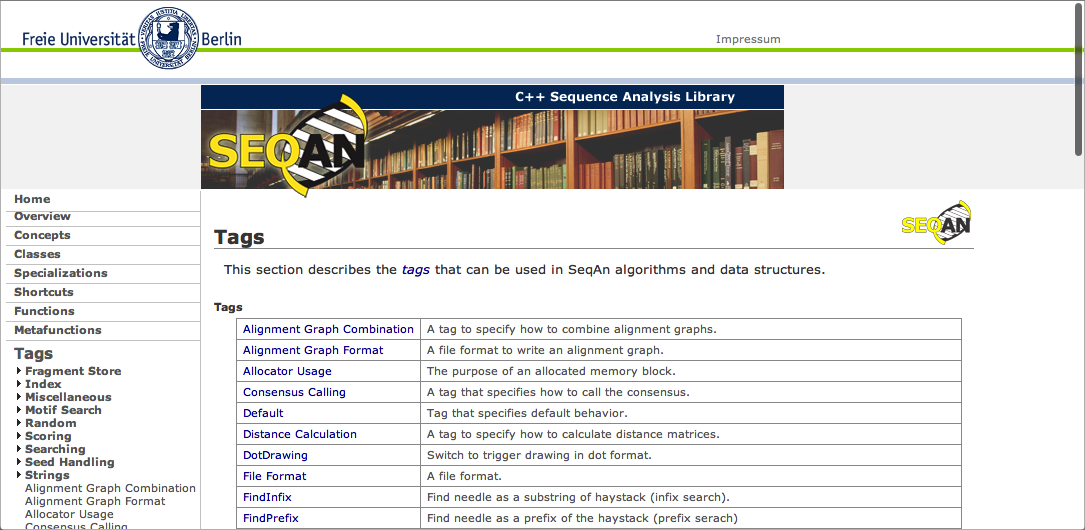 Freie Universität Berlin
Impressum
C++ Sequence Analysis Library
SEQAN
Home
Overview
Concepts
Classes
Specializations
Shortcuts
Functions
Metafunctions
Tags
Fragment Store
Index
Miscellaneous
Motif Search
Random
Scoring
Searching
Seed Handling
Strings
Alignment Graph Combination
Alignment Graph Format
Allocator Usage
Consensus Calling
SEQAN
Tags
This section describes the tags that can be used in SeqAn algorithms and data structures.
Tags
Alignment Graph Combination A tag to specify how to combine alignment graphs.
Alignment Graph Format A file format to write an alignment graph.
Allocator Usage The purpose of an allocated memory block.
Consensus Calling A tag that specifies how to call the consensus.
Default Tag that specifies default behavior.
Distance Calculation A tag to specify how to calculate distance matrices.
DotDrawing Switch to trigger drawing in dot format.
File Format A file format.
FindInfix Find needle as a substring of haystack (infix search).
FindPrefix Find needle as a prefix of the haystack (prefix serach)